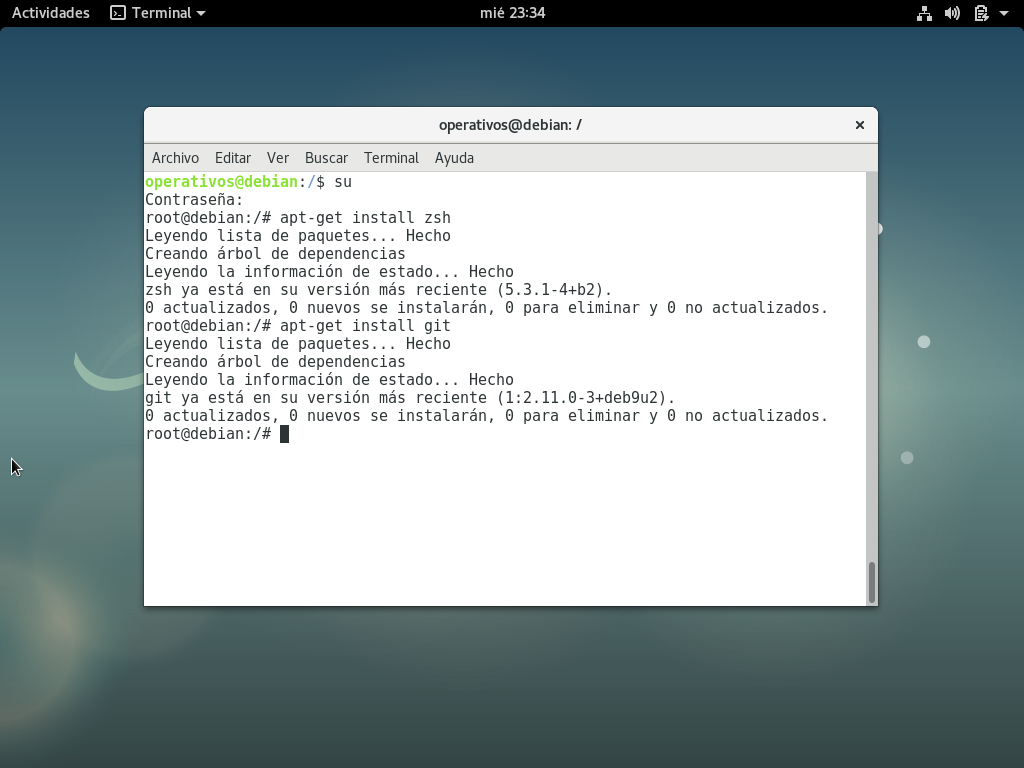 Actividades Terminal mié 23:34
operativos@debian: /
Archivo Editar Ver Buscar Terminal Ayuda
operativos@debian:/$ su
Contraseña:
root@debian:/# apt-get install zsh
Leyendo lista de paquetes... Hecho
Creando árbol de dependencias
Leyendo la información de estado... Hecho
zsh ya está en su versión más reciente (5.3.1-4+b2).
0 actualizados, 0 nuevos se instalarán, 0 para eliminar y 0 no actualizados.
root@debian:/# apt-get install git
Leyendo lista de paquetes... Hecho
Creando árbol de dependencias
Leyendo la información de estado... Hecho
git ya está en su versión más reciente (1:2.11.0-3+deb9u2).
0 actualizados, 0 nuevos se instalarán, 0 para eliminar y 0 no actualizados.
root@debian:/#